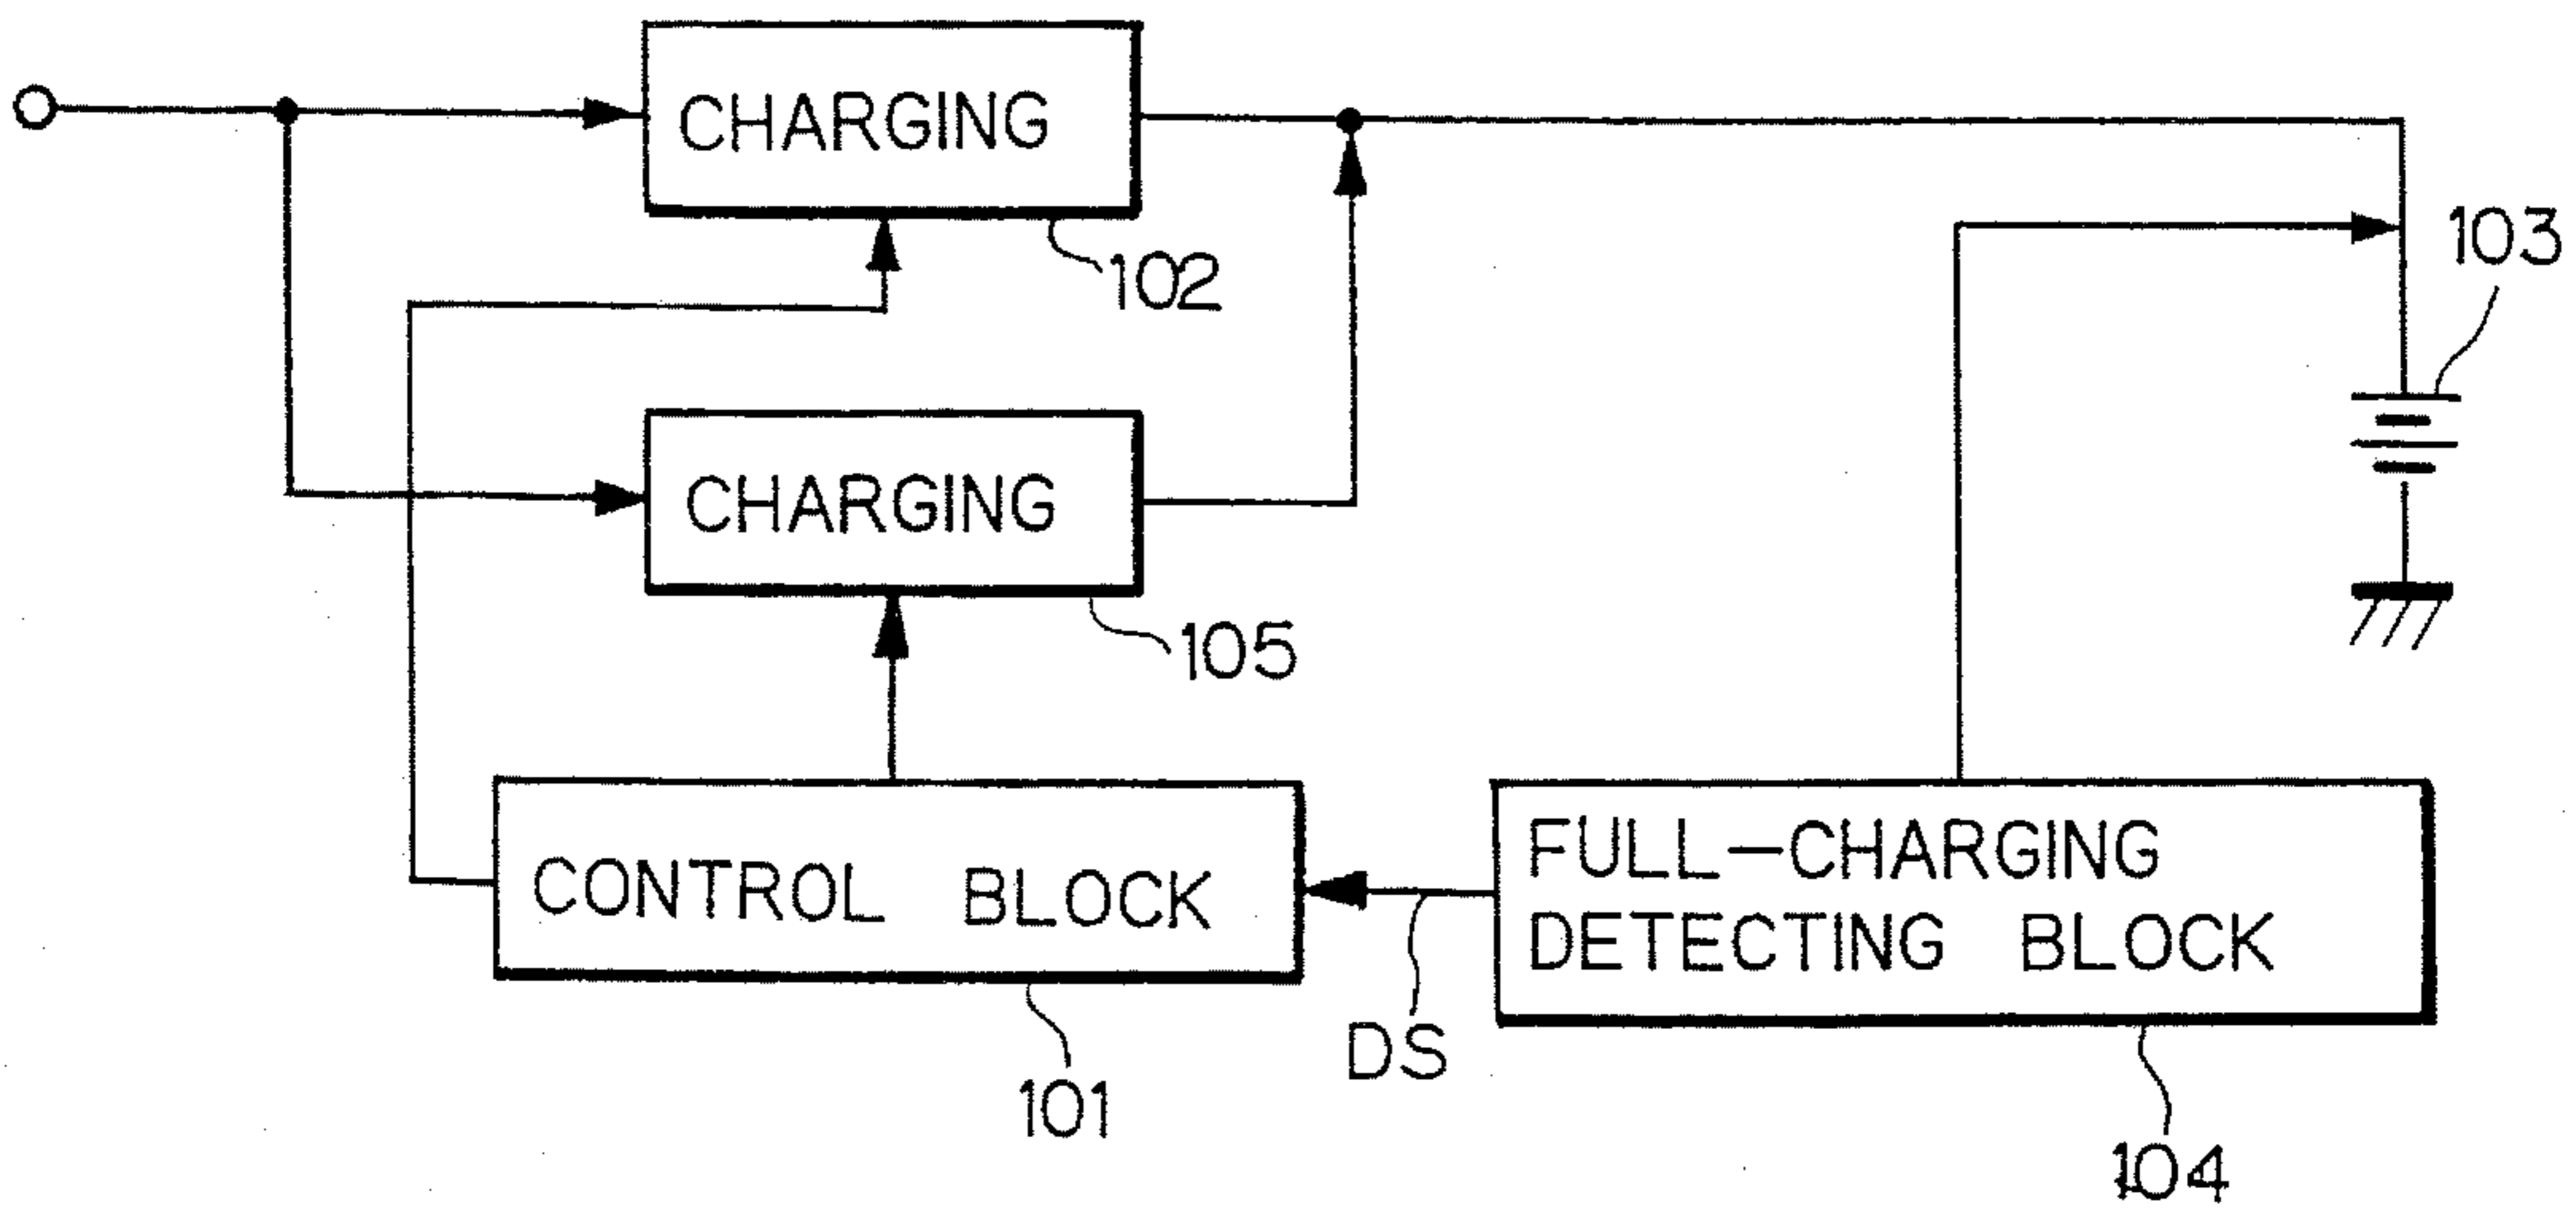 CHARGING
102
103
CHARGING
105
CONTROL BLOCK
101
DS
FULL-CHARGING
DETECTING BLOCK
104